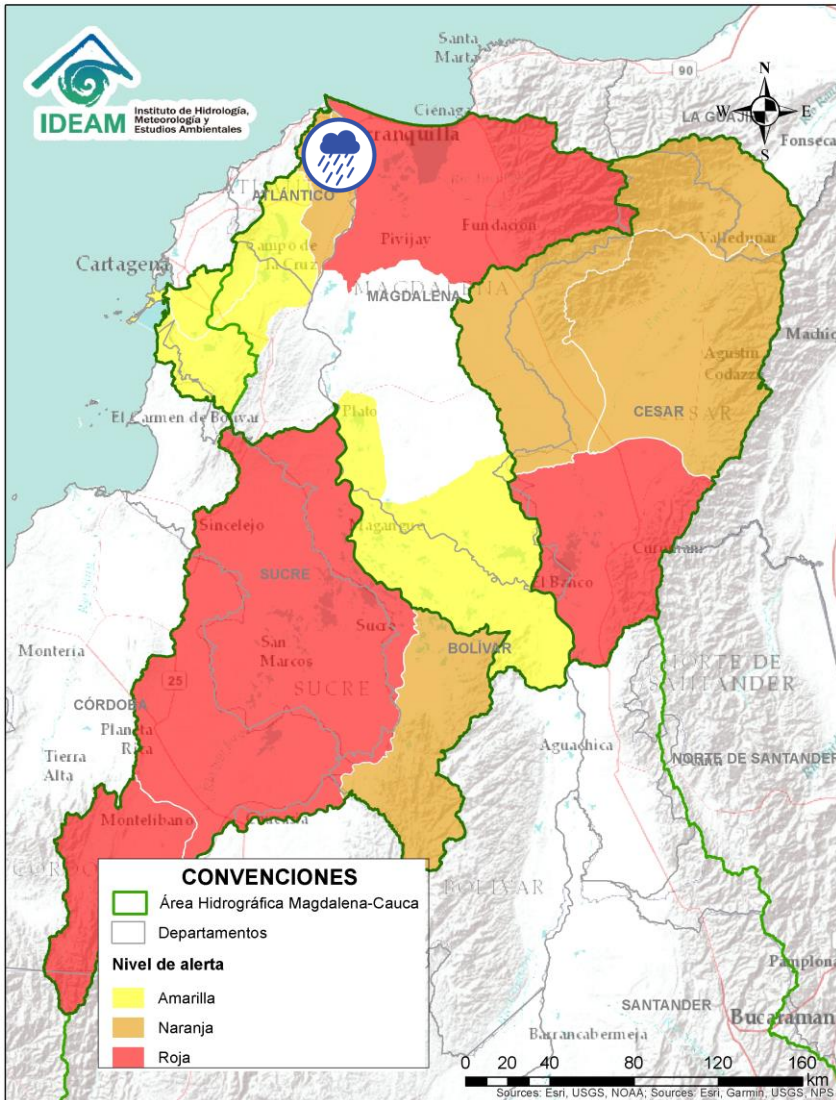 IDEAM
Instituto de Hidrología,
Meteorología y
Estudios Ambientales
Santa
Marta
90
N
W E
S
Ciénaga
LA GUAJIR
Fonseca
rranquilla
ATLÁNTICO
Fundación
Pivijay
Valledupar
Campo de
la Cruz
Cartagena
MAGDALENA
Agustín
Codazzi
El Carmen de Bolívar
Plato
CESAR
Sincelejo
Magangué
SUCRE
El Banco
Sucre
San
Marcos
BOLÍVAR
Montería
25
SUCRE
NORTE DE
SANTANDER
CÓRDOBA
Planeta
Rica
Tierra
Alta
Aguachica
NORTE DE SANTANDER
Montelíbano
Caucasia
BOLÍVAR
CONVENCIONES
Área Hidrográfica Magdalena-Cauca
Departamentos
Nivel de alerta
Amarilla
Naranja
Roja
Pamplona
SANTANDER
Bucaraman
Barrancabermeja
0 20 40 80 120 160
km
Sources: Esri, USGS, NOAA; Sources: Esri, Garmin, USGS, NPS